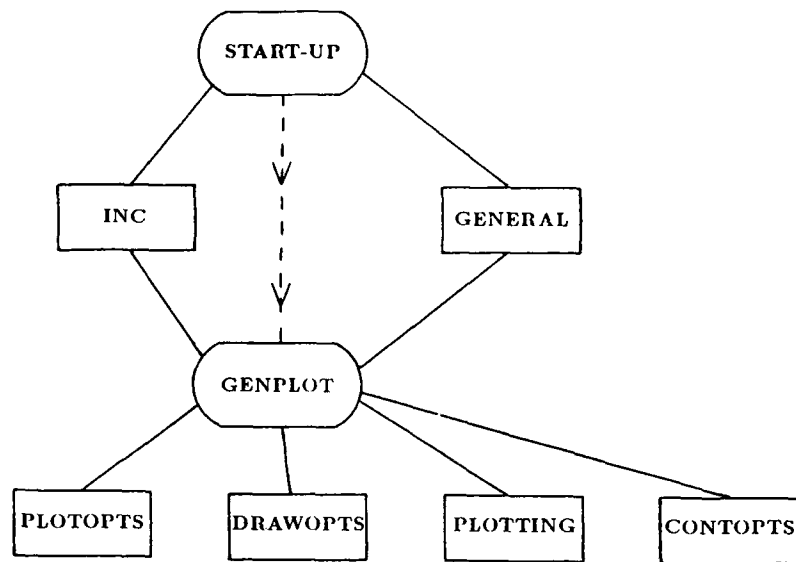 START-UP
INC
GENERAL
GENPLOT
PLOTOPTS
DRAWOPTS
PLOTTING
CONTOPTS